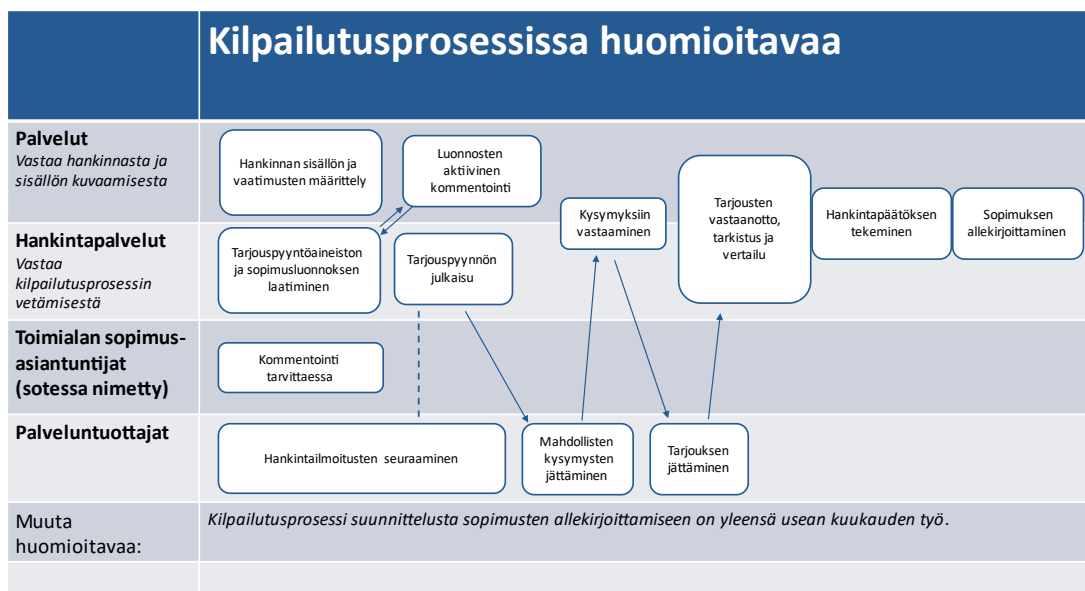 Kilpailutusprosessissa huomioitavaa
Palvelut
Vastaa hankinnasta ja
sisällön kuvaamisesta
Hankinnan sisällön ja
vaatimusten määrittely
Luonnosten
aktiivinen
kommentointi
Kysymyksiin
vastaaminen
Tarjousten
vastaanotto,
tarkistus ja
vertailu
Hankintapäätöksen
tekeminen
Sopimuksen
allekirjoittaminen
Hankintapalvelut
Vastaa
kilpailutusprosessin
vetämisestä
Tarjouspyyntöaineiston
ja sopimusluonnoksen
laatiminen
Tarjouspyynnön
julkaisu
Toimialan sopimus-
asiantuntijat
(sotessa nimetty)
Kommentointi
tarvittaessa
Palveluntuottajat
Hankintailmoitusten seuraaminen
Mahdollisten
kysymysten
jättäminen
Tarjouksen
jättäminen
Muuta
huomioitavaa:
Kilpailutusprosessi suunnittelusta sopimusten allekirjoittamiseen on yleensä usean kuukauden työ.